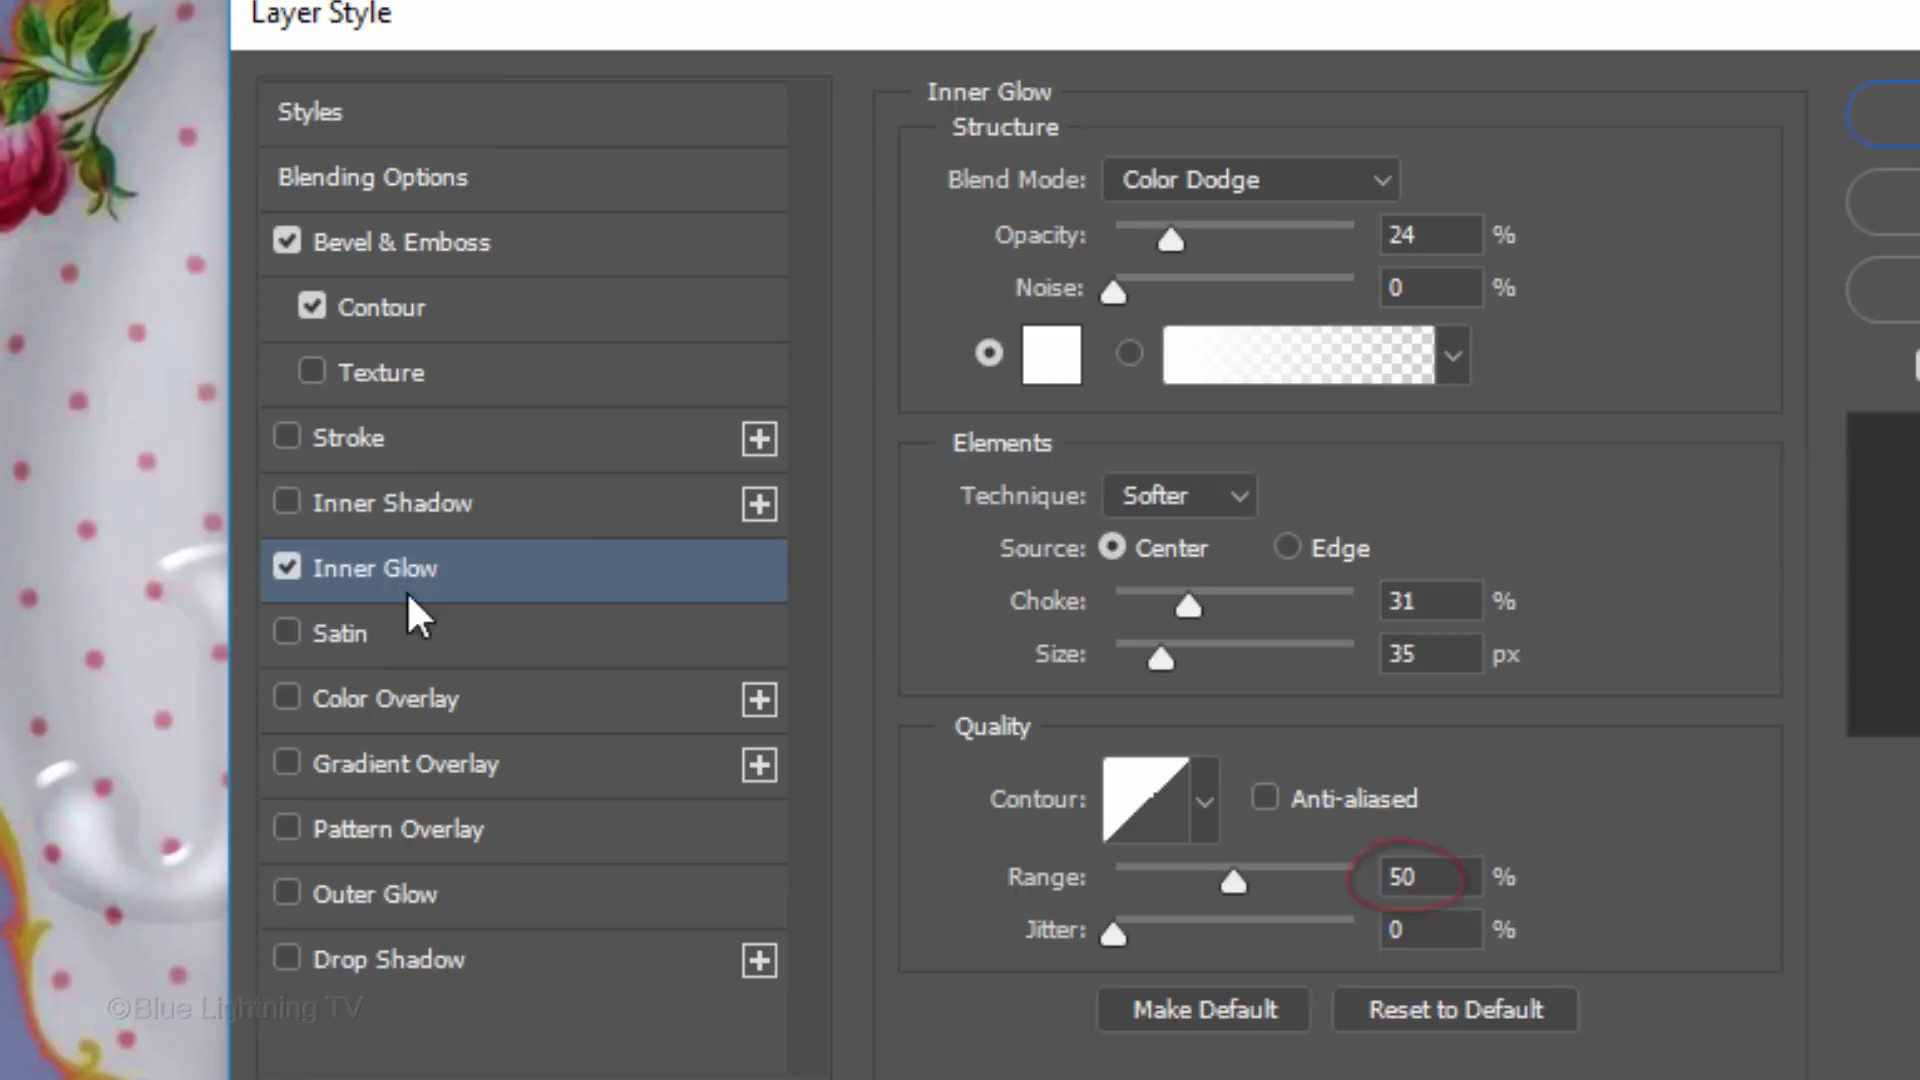 Layer Style
Styles
Blending Options
Bevel & Emboss
Contour
Texture
Stroke
Inner Shadow
Inner Glow
Satin
Color Overlay
Gradient Overlay
Pattern Overlay
Outer Glow
Drop Shadow
©Blue Lightning TV
Inner Glow
Structure
Blend Mode: Color Dodge
Opacity: 24 %
Noise: 0 %
Elements
Technique: Softer
Source: Center Edge
Choke: 31 %
Size: 35 px
Quality
Contour: Anti-aliased
Range: 50 %
Jitter: 0 %
Make Default Reset to Default